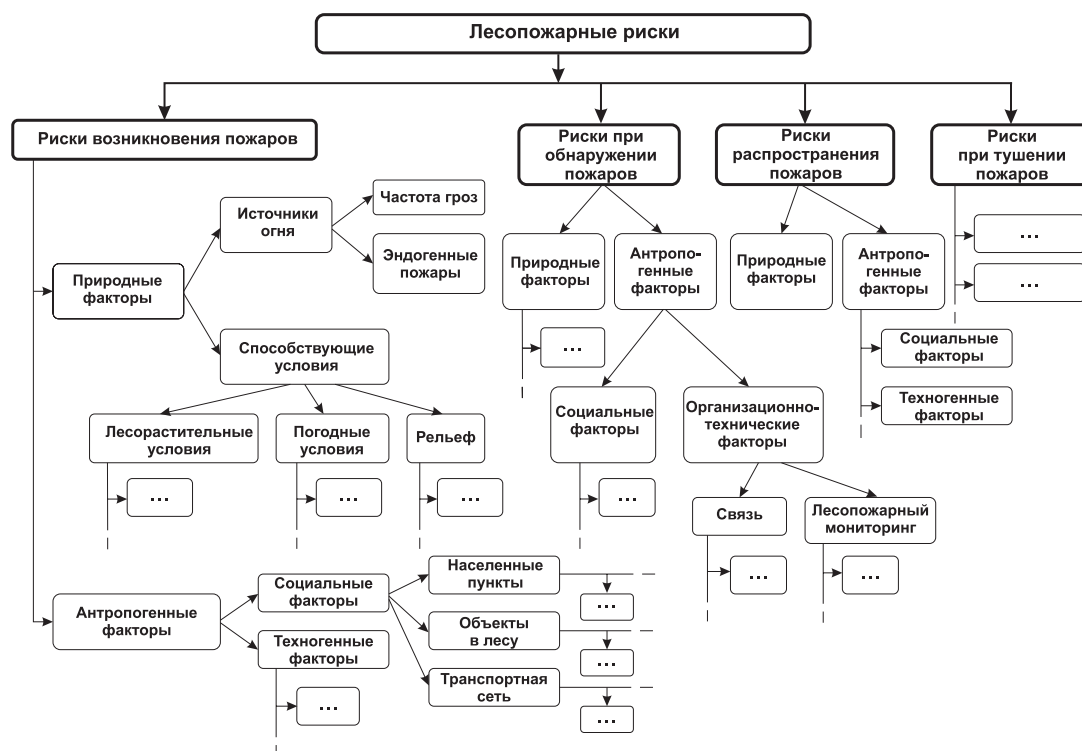 Лесопожарные риски
Риски возникновения пожаров
Риски при
обнаружении
пожаров
Риски
распространения
пожаров
Риски
при тушении
пожаров
Природные
факторы
Источники
огня
Частота гроз
Эндогенные
пожары
Способствующие
условия
Лесорастительные
условия
...
Погодные
условия
...
Рельеф
...
Антропогенные
факторы
Социальные
факторы
Населенные
пункты
...
Объекты
в лесу
...
Транспортная
сеть
...
Техногенные
факторы
...
Природные
факторы
...
Антропо-
генные
факторы
Социальные
факторы
...
Организационно-
технические
факторы
Связь
...
Лесопожарный
мониторинг
...
Природные
факторы
Антропо-
генные
факторы
Социальные
факторы
Техногенные
факторы
...
...